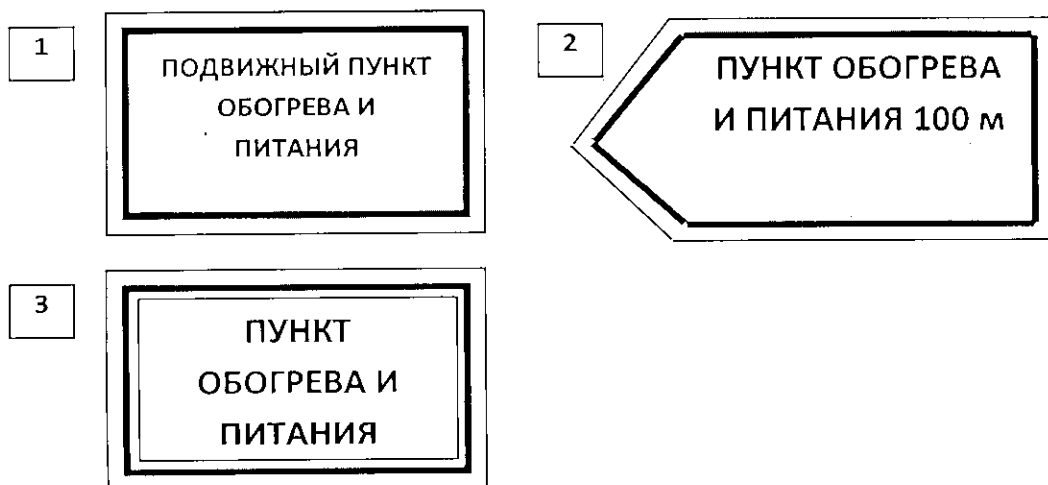 1
ПОДВИЖНЫЙ ПУНКТ
ОБОГРЕВА И
ПИТАНИЯ
2
ПУНКТ ОБОГРЕВА
И ПИТАНИЯ 100 м
3
ПУНКТ
ОБОГРЕВА И
ПИТАНИЯ